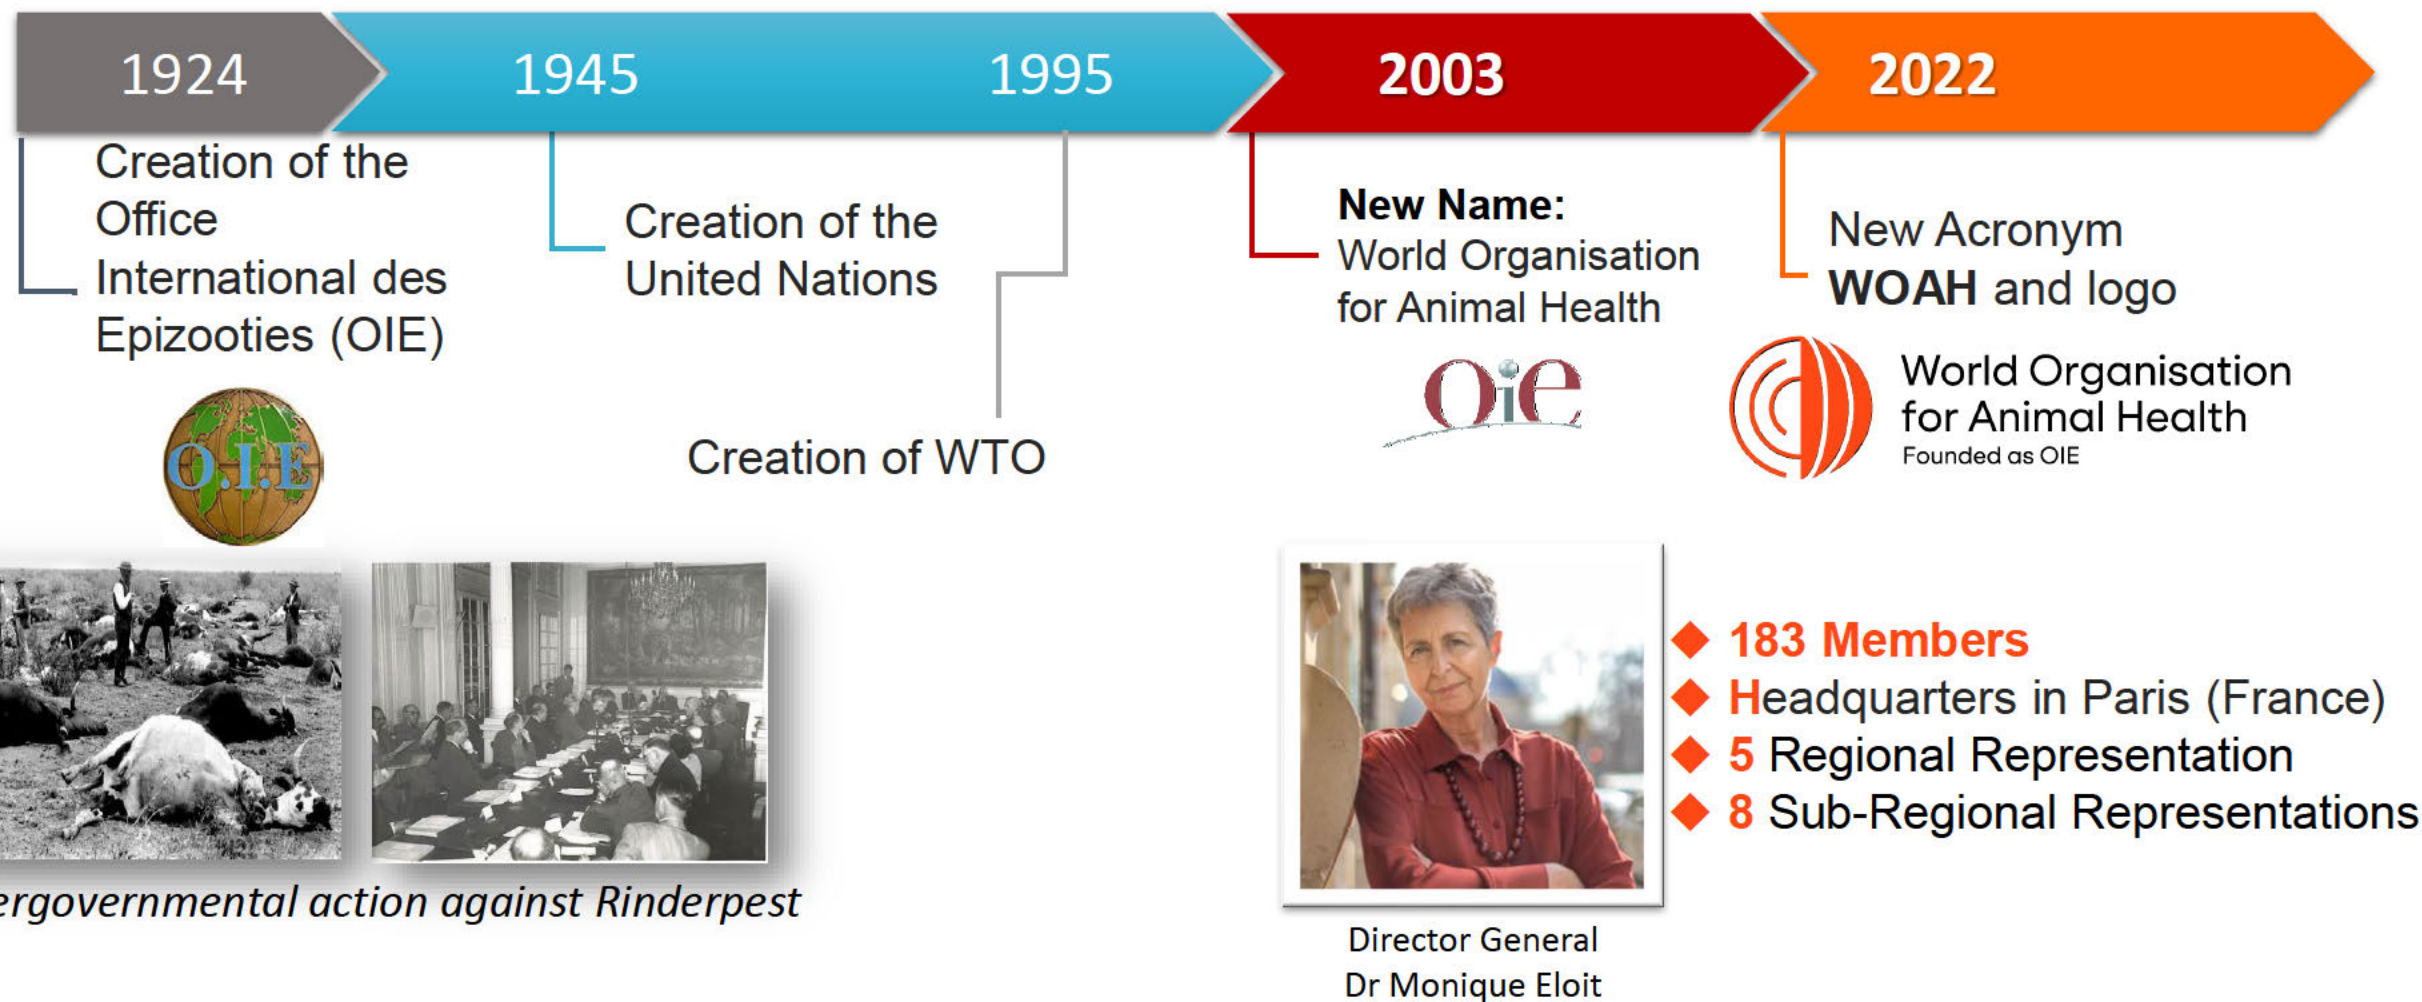 1924
1945
1995
2003
2022
Creation of the
Office
International des
Epizooties (OIE)
O.I.E
Creation of the
United Nations
Creation of WTO
New Name:
World Organisation
for Animal Health
Oie
New Acronym
WOAH and logo
World Organisation
for Animal Health
Founded as OIE
ergovernmental action against Rinderpest
Director General
Dr Monique Eloit
183 Members
Headquarters in Paris (France)
5 Regional Representation
8 Sub-Regional Representations